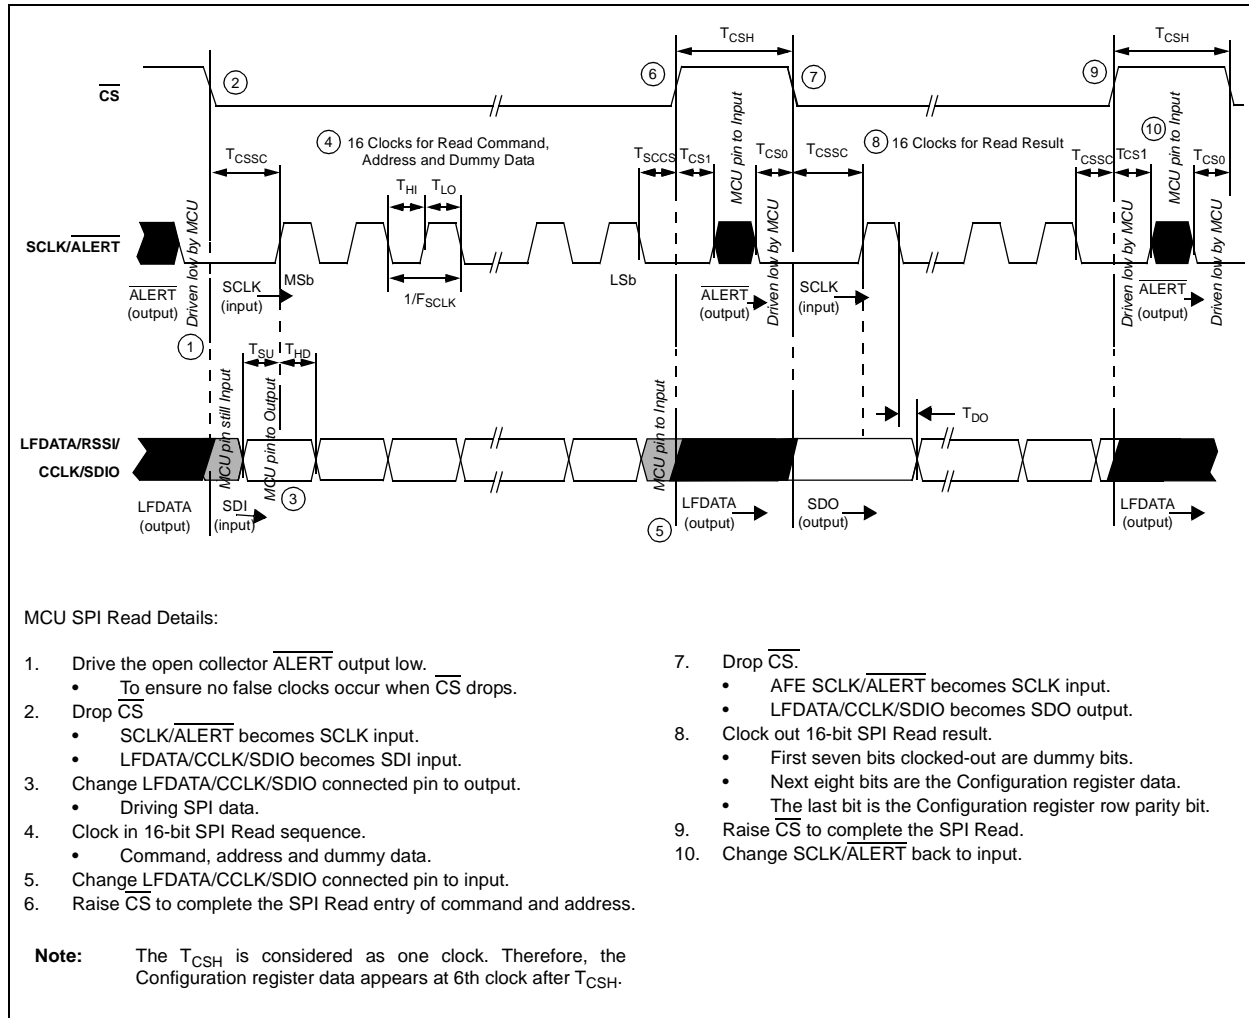 T_CSH
T_CSH
CS
2
6
7
9
4 16 Clocks for Read Command,
Address and Dummy Data
8 16 Clocks for Read Result
10
MCU pin to Input
MCU pin to Input
T_CSSC
T_HI
T_LO
T_SCCS
T_CS1
T_CS0
T_CSSC
T_CSSC
T_CS1
T_CS0
SCLK/ALERT
ALERT
(output)
Driven low by MCU
SCLK
(input)
MSb
1/F_SCLK
LSb
ALERT
(output)
Driven low by MCU
SCLK
(input)
Driven low by MCU
ALERT
(output)
Driven low by MCU
1
T_SU
T_HD
MCU pin still Input
MCU pin to Output
MCU pin to Input
T_DO
LFDATA/RSSI/
CCLK/SDIO
3
LFDATA
(output)
SDI
(input)
5
LFDATA
(output)
SDO
(output)
LFDATA
(output)
MCU SPI Read Details:
1. Drive the open collector ALERT output low.
• To ensure no false clocks occur when CS drops.
2. Drop CS
• SCLK/ALERT becomes SCLK input.
• LFDATA/CCLK/SDIO becomes SDI input.
3. Change LFDATA/CCLK/SDIO connected pin to output.
• Driving SPI data.
4. Clock in 16-bit SPI Read sequence.
• Command, address and dummy data.
5. Change LFDATA/CCLK/SDIO connected pin to input.
6. Raise CS to complete the SPI Read entry of command and address.
7. Drop CS.
• AFE SCLK/ALERT becomes SCLK input.
• LFDATA/CCLK/SDIO becomes SDO output.
8. Clock out 16-bit SPI Read result.
• First seven bits clocked-out are dummy bits.
• Next eight bits are the Configuration register data.
• The last bit is the Configuration register row parity bit.
9. Raise CS to complete the SPI Read.
10. Change SCLK/ALERT back to input.
Note: The T_CSH is considered as one clock. Therefore, the
Configuration register data appears at 6th clock after T_CSH.